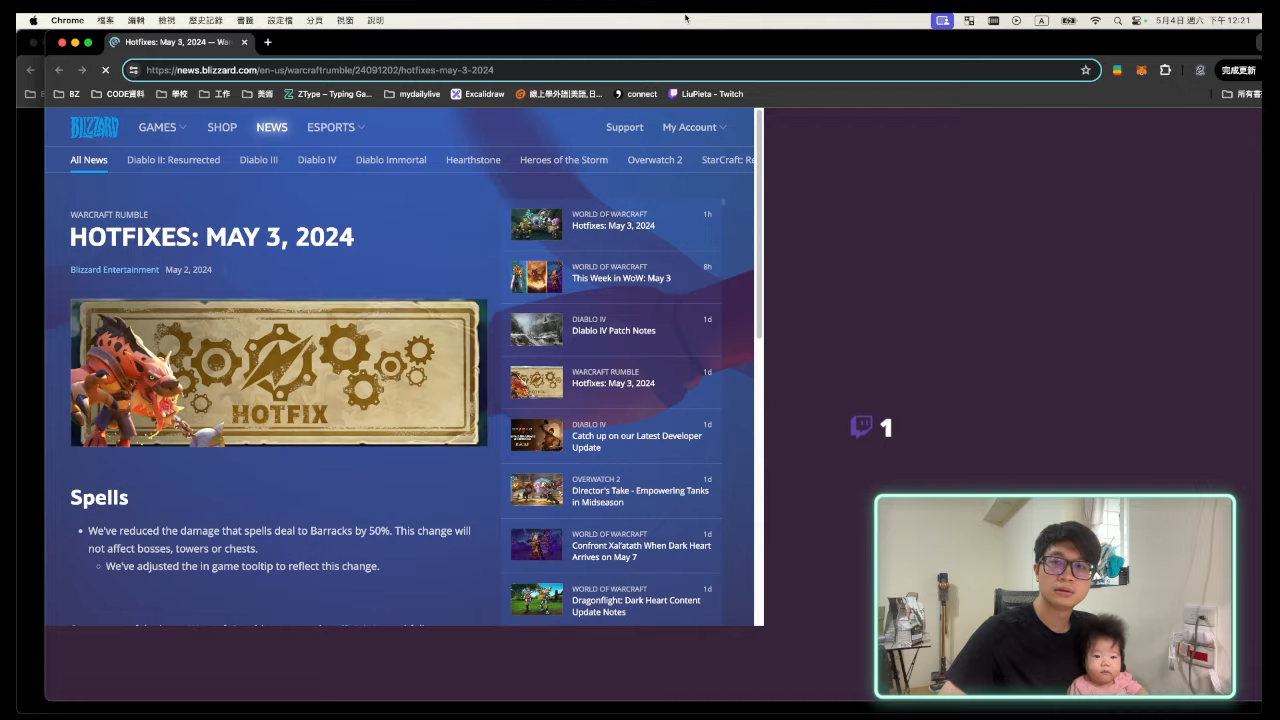 Chrome 檔案 編輯 檢視 歷史記錄 書籤 設定檔 分頁 視窗 說明
A
5月4日 週六 下午 12:21
Hotfixes: May 3, 2024 — Wa
https://news.blizzard.com/en-us/warcraftrumble/24091202/hotfixes-may-3-2024
完成更新
BZ CODE資料 學校 工作 美術 ZType – Typing Ga... mydailylive Excalidraw 線上學外語|美語,日... connect LiuPieta - Twitch
所有書
BLIZZARD
GAMES SHOP NEWS ESPORTS
Support My Account
All News Diablo II: Resurrected Diablo III Diablo IV Diablo Immortal Hearthstone Heroes of the Storm Overwatch 2 StarCraft: Re
WARCRAFT RUMBLE
HOTFIXES: MAY 3, 2024
Blizzard Entertainment May 2, 2024
HOTFIX
Spells
• We've reduced the damage that spells deal to Barracks by 50%. This change will
not affect bosses, towers or chests.
○ We've adjusted the in game tooltip to reflect this change.
WORLD OF WARCRAFT 1h
Hotfixes: May 3, 2024
WORLD OF WARCRAFT 8h
This Week in WoW: May 3
DIABLO IV 1d
Diablo IV Patch Notes
WARCRAFT RUMBLE 1d
Hotfixes: May 3, 2024
DIABLO IV 1d
Catch up on our Latest Developer
Update
OVERWATCH 2 1d
Director's Take - Empowering Tanks
in Midseason
WORLD OF WARCRAFT 1d
Confront Xal'atath When Dark Heart
Arrives on May 7
WORLD OF WARCRAFT 1d
Dragonflight: Dark Heart Content
Update Notes
1